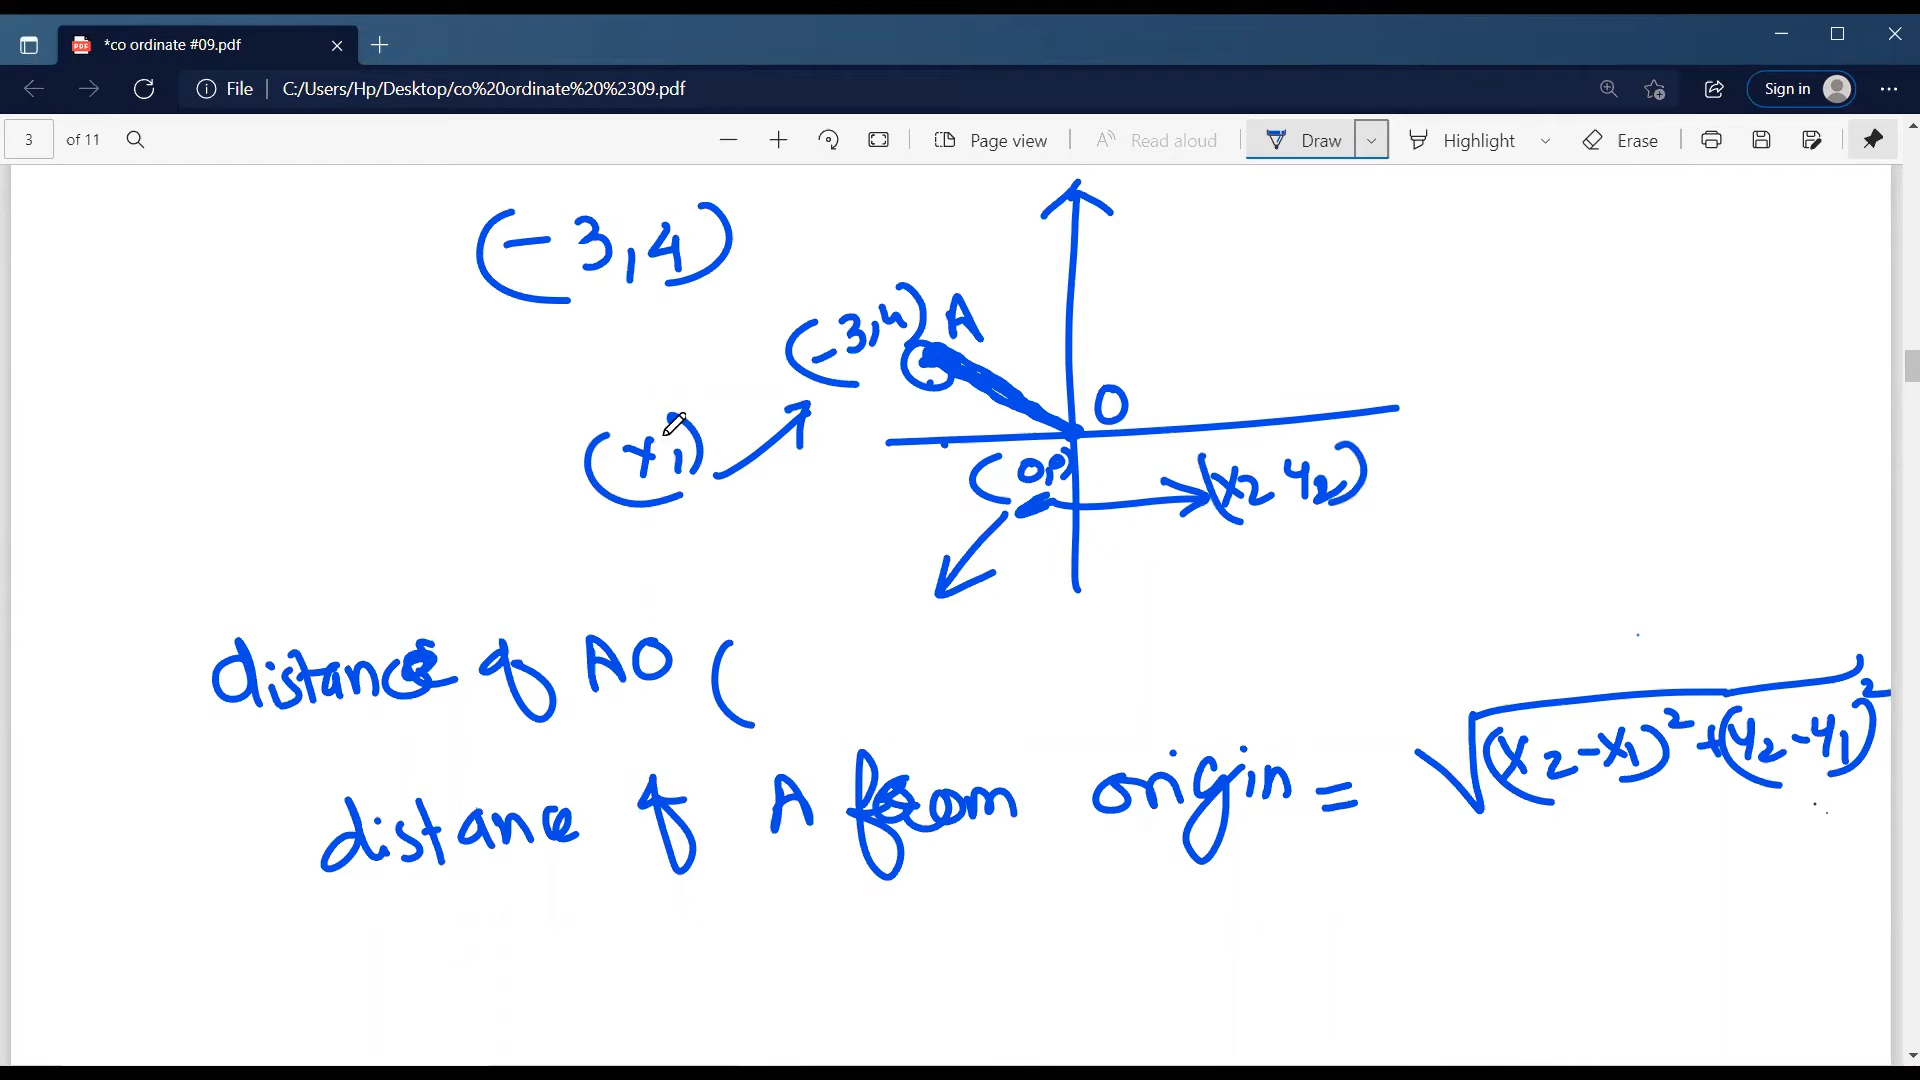 *co ordinate #09.pdf
File | C:/Users/Hp/Desktop/co%20ordinate%20%2309.pdf
Sign in
3 of 11
Page view
Read aloud
Draw
Highlight
Erase
(-3,4)
(-3,4) A
O
(x1)
(0,0)
(x2 y2)
distance of AO (
distance of A from origin = √(x2-x1)² + (y2-y1)²